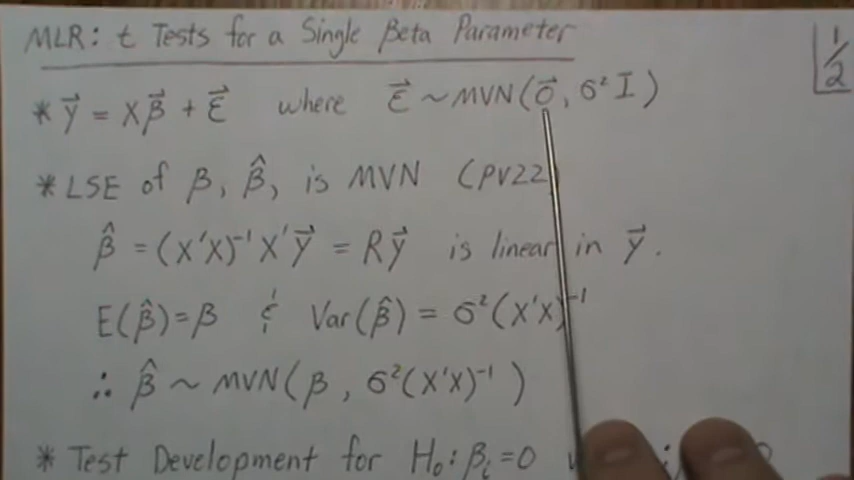 MLR: t Tests for a Single Beta Parameter
1/2
* y⃗ = Xβ⃗ + ε⃗ where ε⃗ ~ MVN(0⃗, σ²I)
* LSE of β, β̂, is MVN (PV22)
β̂ = (X'X)⁻¹X'y⃗ = Ry⃗ is linear in y⃗.
E(β̂) = β & Var(β̂) = σ²(X'X)⁻¹
∴ β̂ ~ MVN(β, σ²(X'X)⁻¹)
* Test Development for H₀: βᵢ = 0